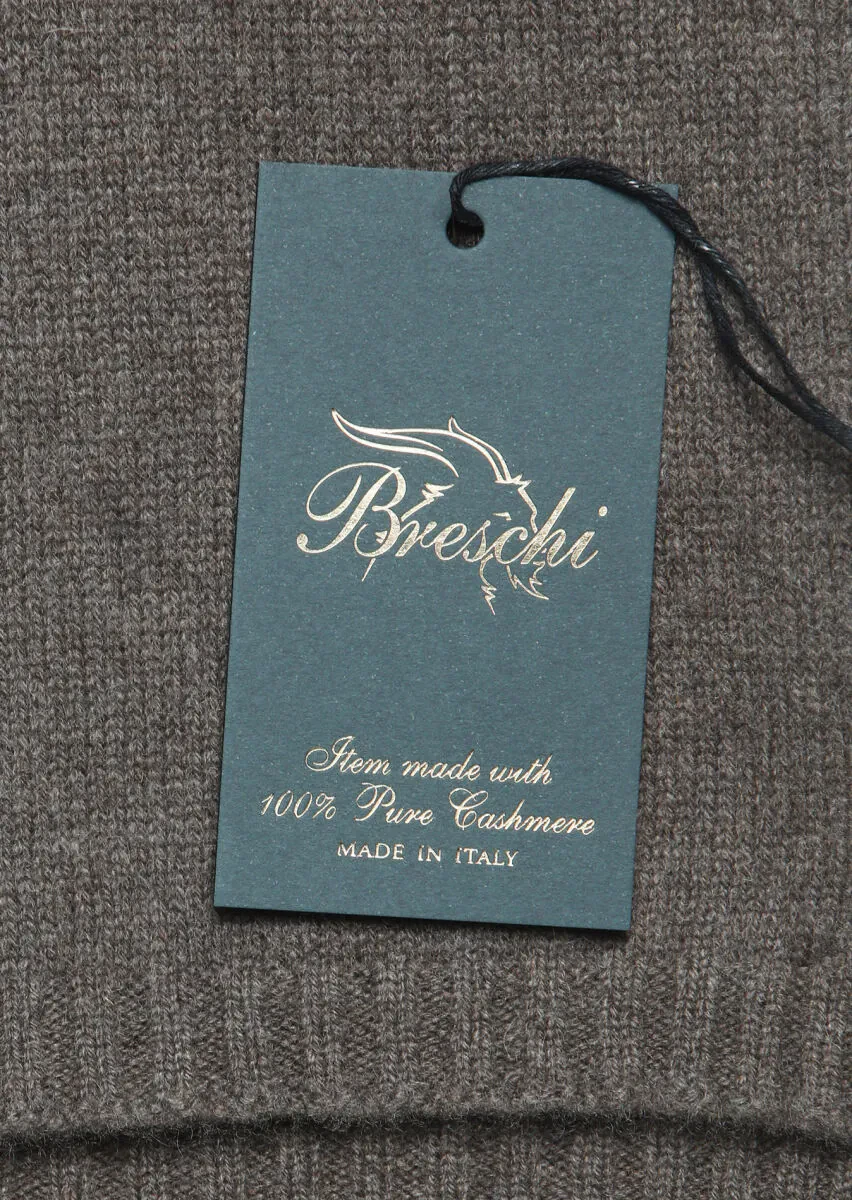 Breschi
Item made with
100% Pure Cashmere
MADE IN ITALY